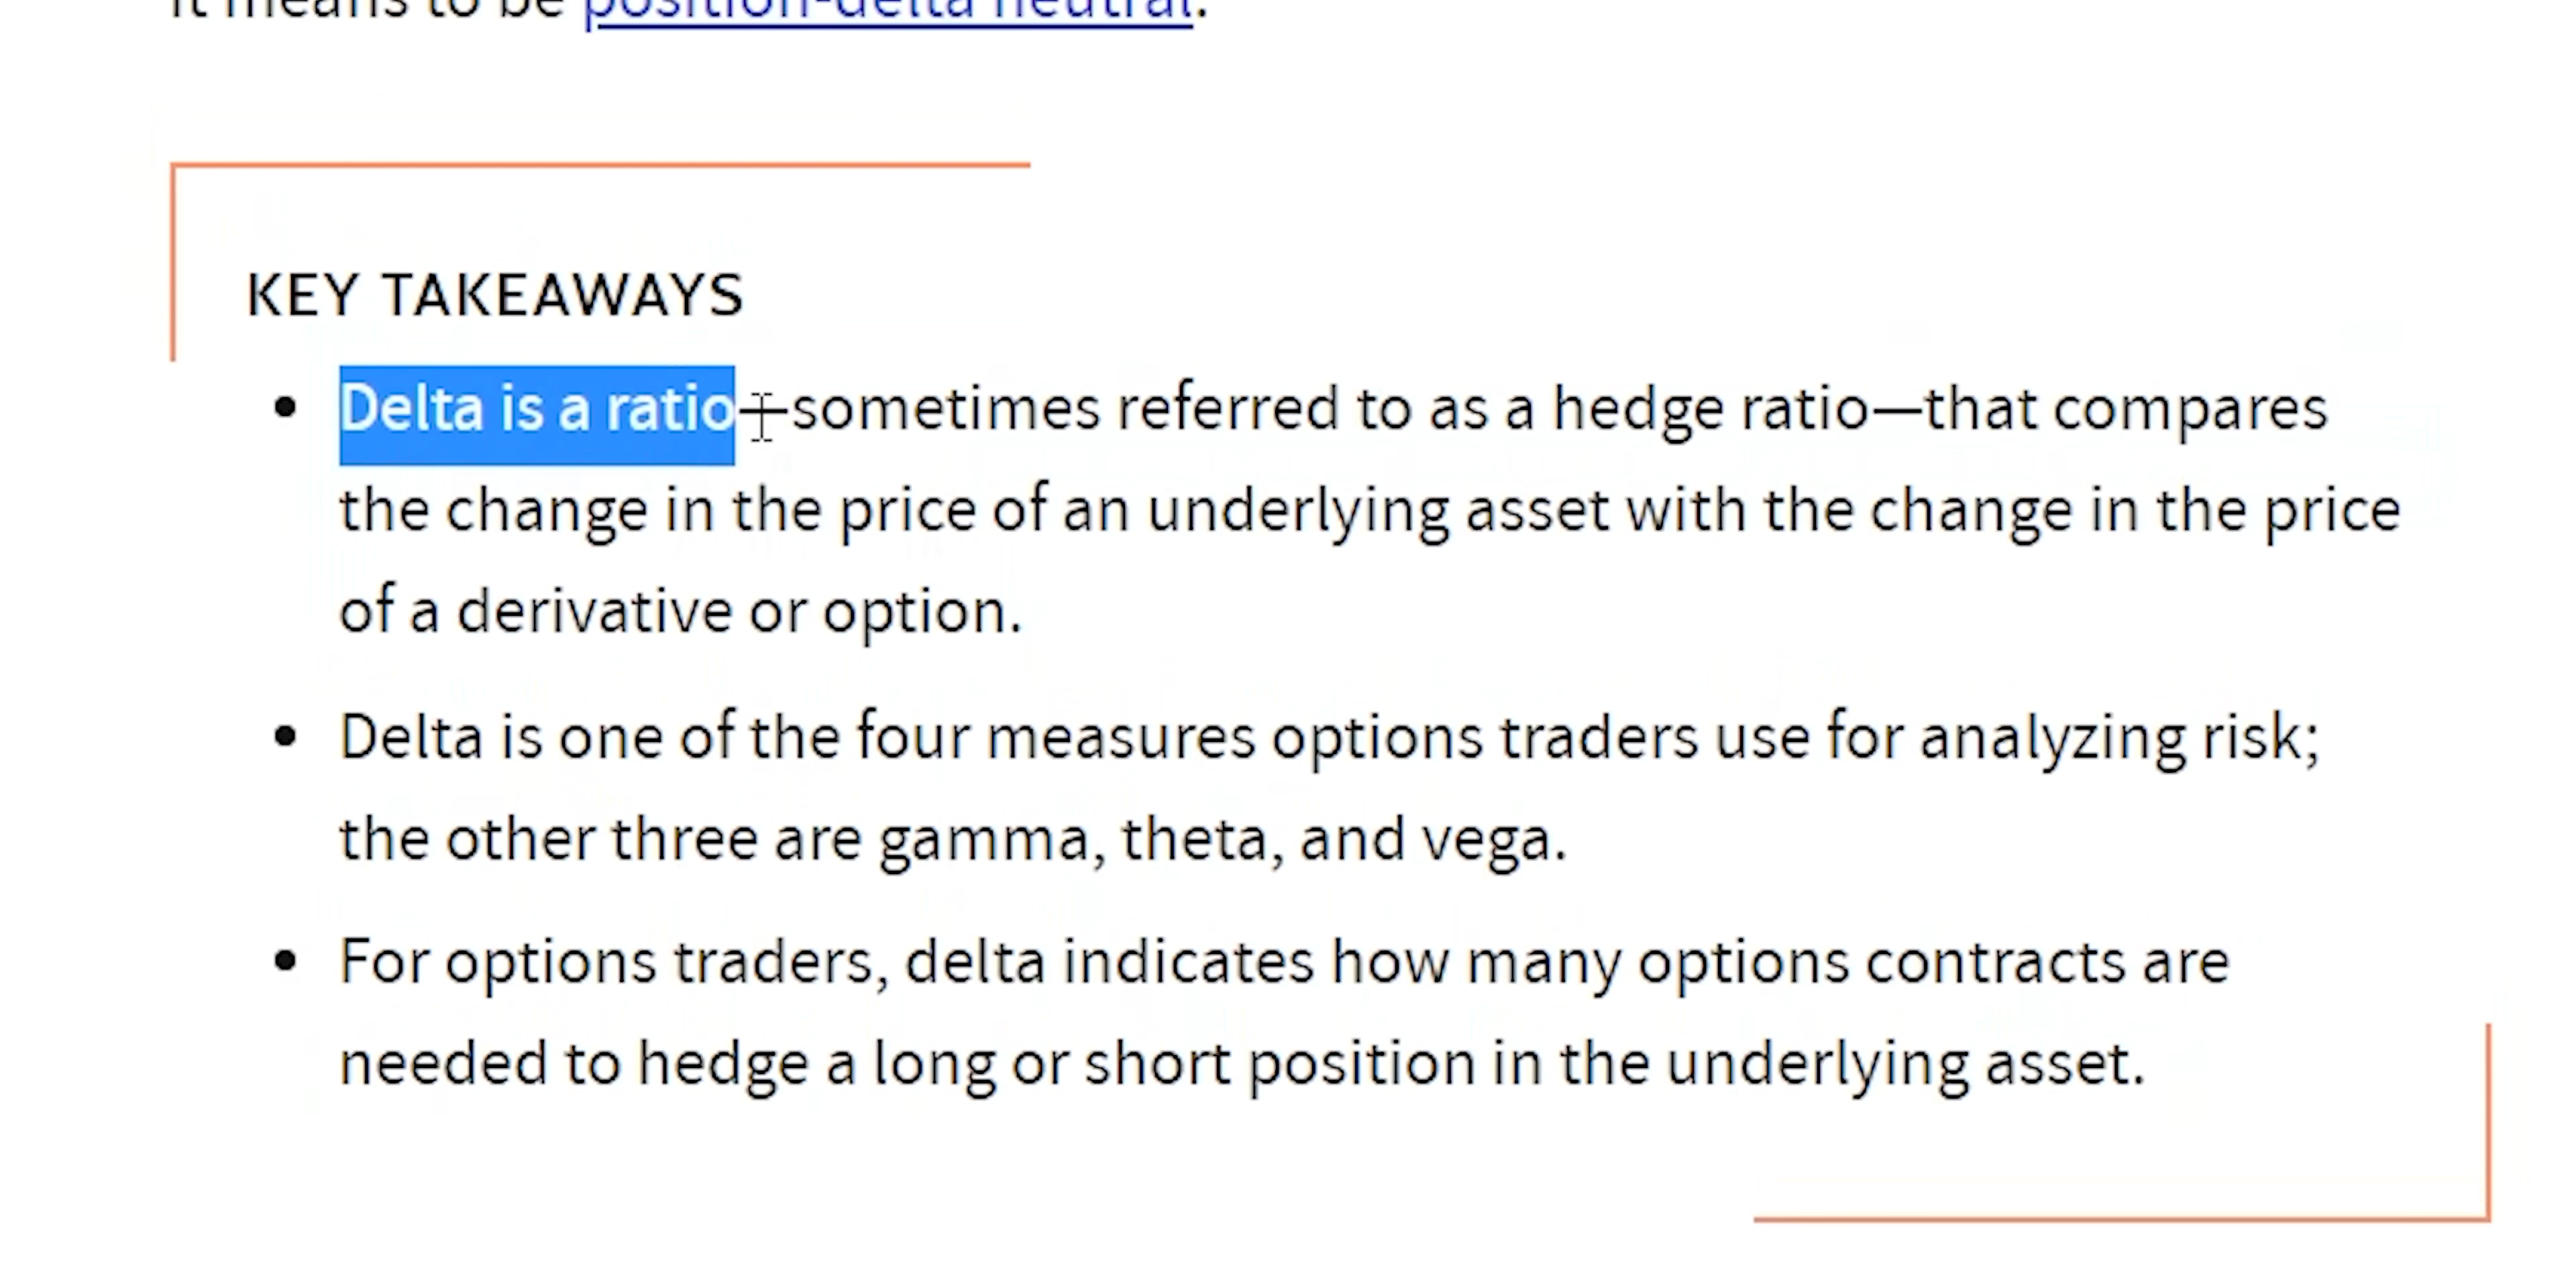 it means to be position-delta neutral.
KEY TAKEAWAYS
Delta is a ratio—sometimes referred to as a hedge ratio—that compares
the change in the price of an underlying asset with the change in the price
of a derivative or option.
Delta is one of the four measures options traders use for analyzing risk;
the other three are gamma, theta, and vega.
For options traders, delta indicates how many options contracts are
needed to hedge a long or short position in the underlying asset.